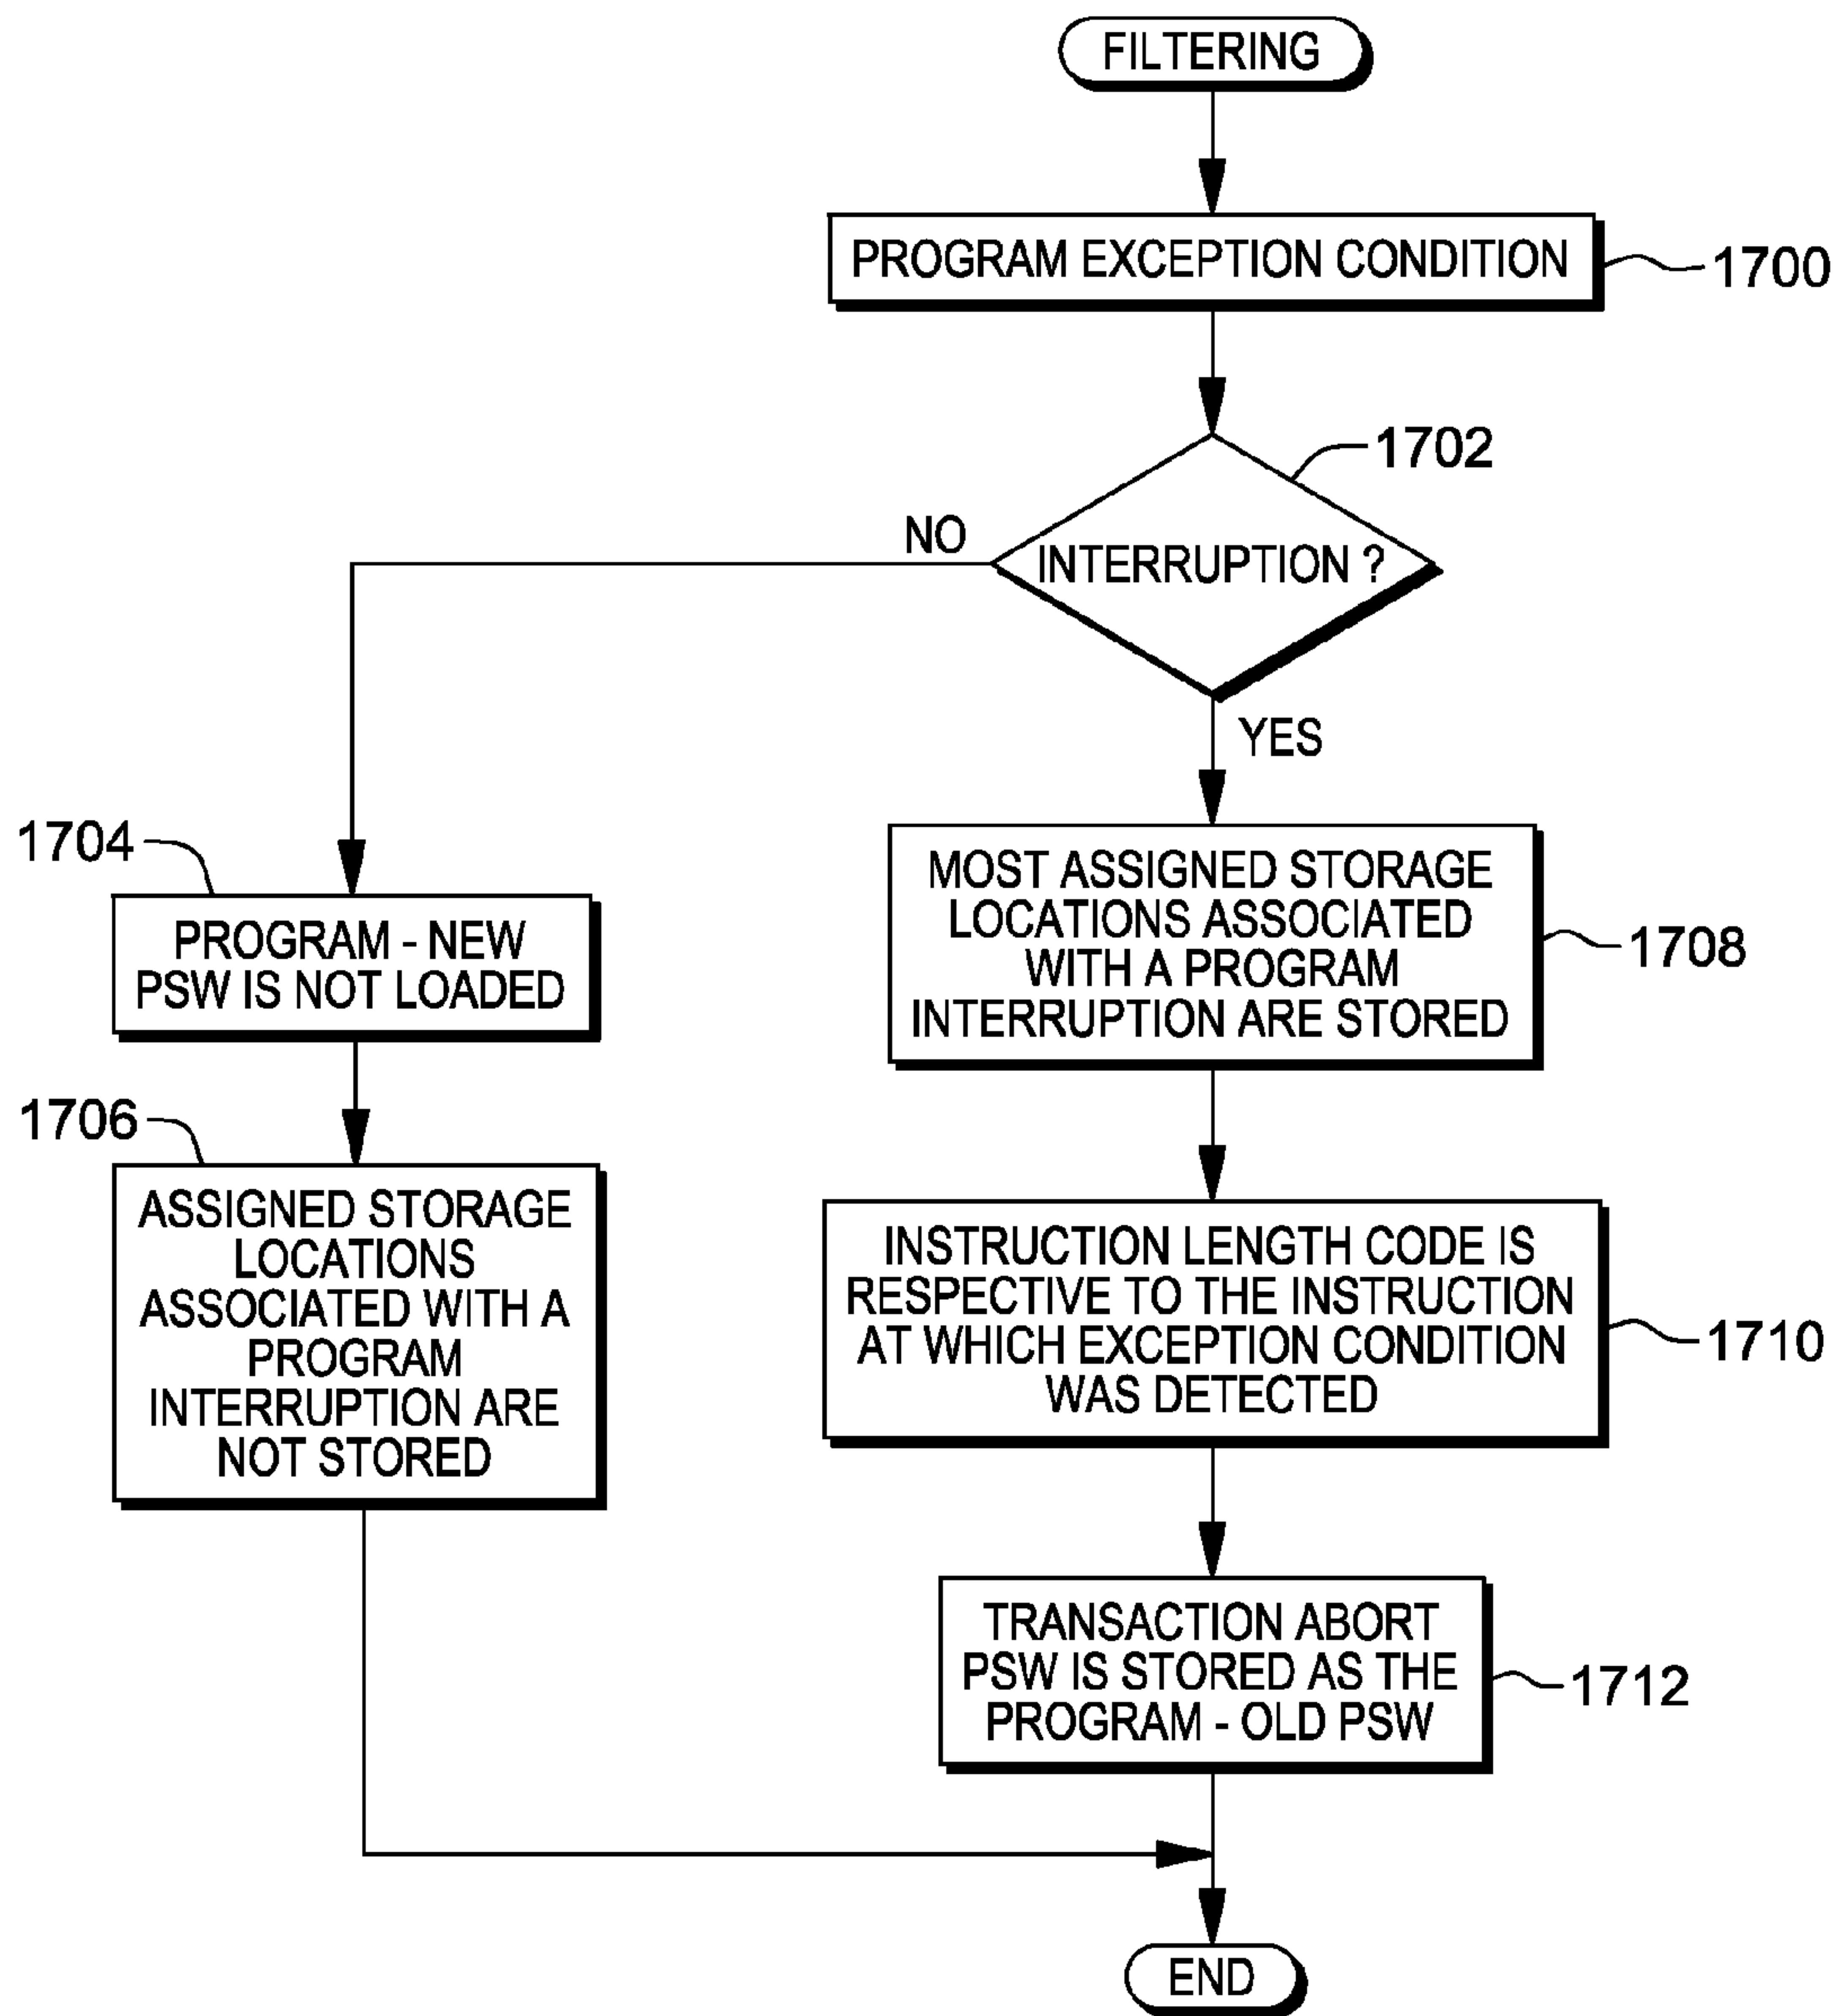 FILTERING
PROGRAM EXCEPTION CONDITION
1700
1702
INTERRUPTION ?
NO
YES
1704
PROGRAM - NEW
PSW IS NOT LOADED
1706
ASSIGNED STORAGE
LOCATIONS
ASSOCIATED WITH A
PROGRAM
INTERRUPTION ARE
NOT STORED
MOST ASSIGNED STORAGE
LOCATIONS ASSOCIATED
WITH A PROGRAM
INTERRUPTION ARE STORED
1708
INSTRUCTION LENGTH CODE IS
RESPECTIVE TO THE INSTRUCTION
AT WHICH EXCEPTION CONDITION
WAS DETECTED
1710
TRANSACTION ABORT
PSW IS STORED AS THE
PROGRAM - OLD PSW
1712
END